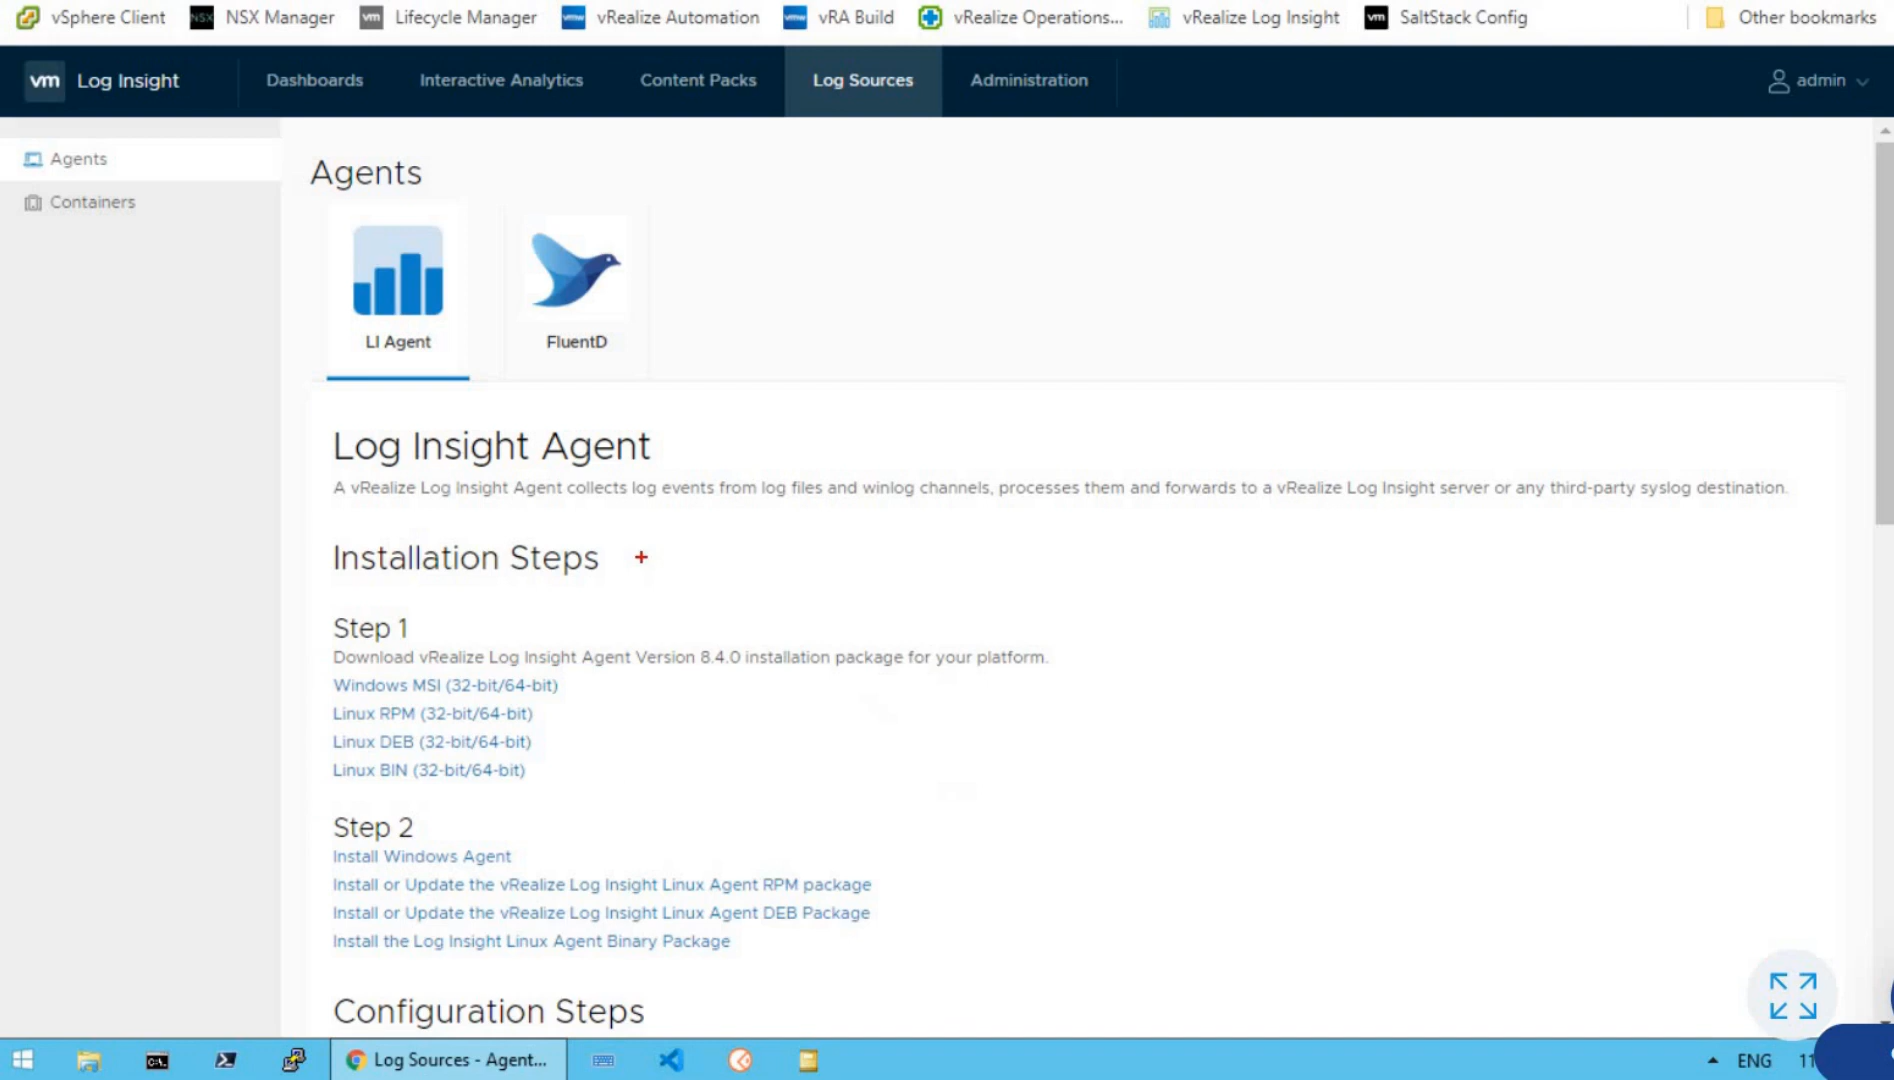 vSphere Client NSX NSX Manager vm Lifecycle Manager vmw vRealize Automation vmw vRA Build vRealize Operations... vRealize Log Insight vm SaltStack Config Other bookmarks
vm Log Insight Dashboards Interactive Analytics Content Packs Log Sources Administration admin
Agents
Containers
Agents
LI Agent FluentD
Log Insight Agent
A vRealize Log Insight Agent collects log events from log files and winlog channels, processes them and forwards to a vRealize Log Insight server or any third-party syslog destination.
Installation Steps
Step 1
Download vRealize Log Insight Agent Version 8.4.0 installation package for your platform.
Windows MSI (32-bit/64-bit)
Linux RPM (32-bit/64-bit)
Linux DEB (32-bit/64-bit)
Linux BIN (32-bit/64-bit)
Step 2
Install Windows Agent
Install or Update the vRealize Log Insight Linux Agent RPM package
Install or Update the vRealize Log Insight Linux Agent DEB Package
Install the Log Insight Linux Agent Binary Package
Configuration Steps
C:\. Log Sources - Agent... ENG